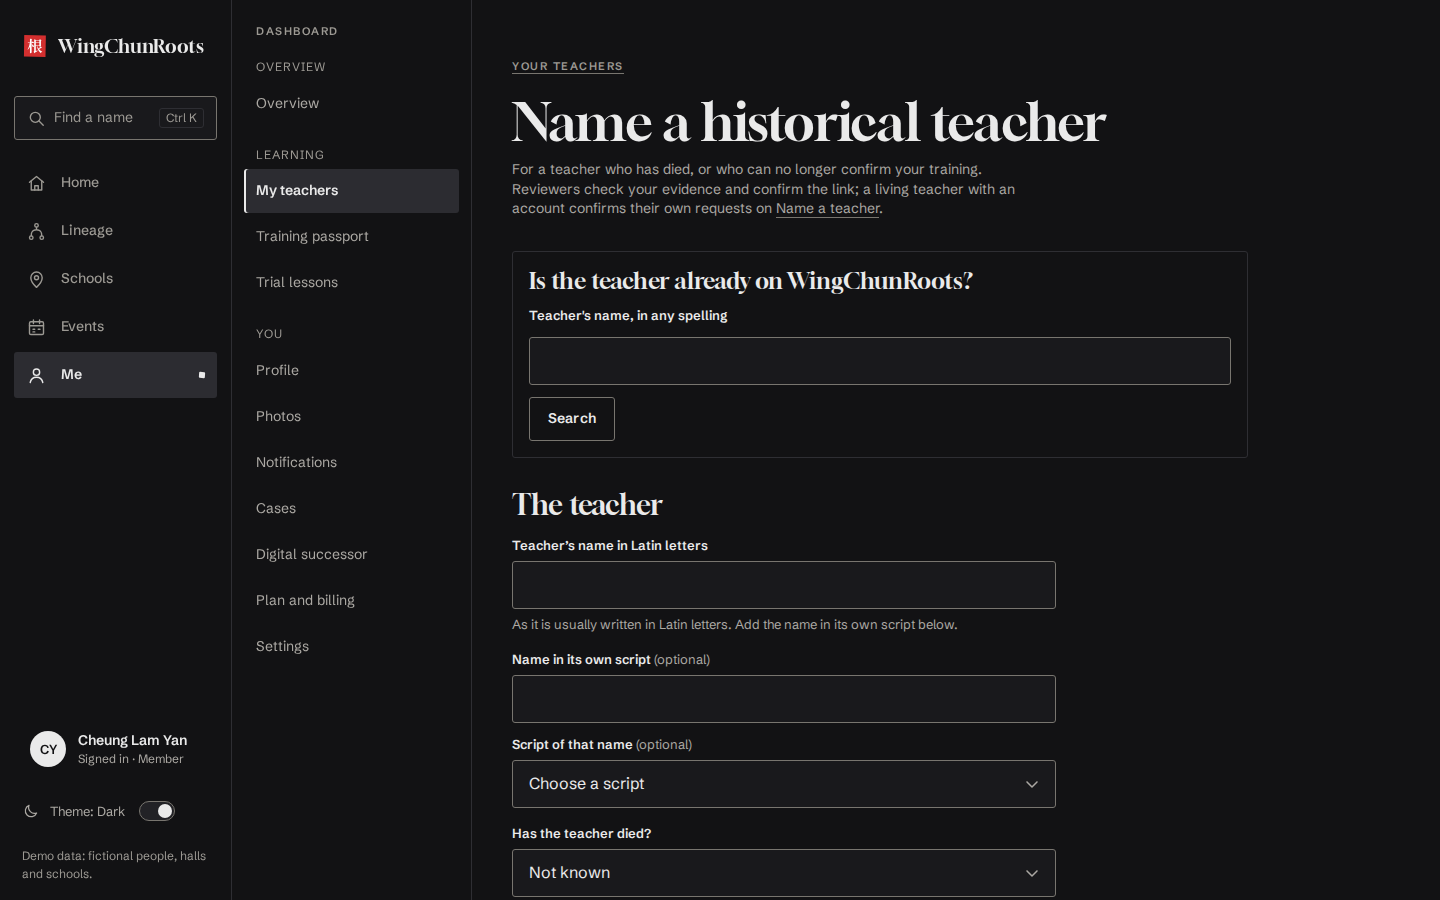 根 WingChunRoots
Find a name Ctrl K
Home
Lineage
Schools
Events
Me
CY
Cheung Lam Yan
Signed in · Member
Theme: Dark
Demo data: fictional people, halls
and schools.
DASHBOARD
OVERVIEW
Overview
LEARNING
My teachers
Training passport
Trial lessons
YOU
Profile
Photos
Notifications
Cases
Digital successor
Plan and billing
Settings
YOUR TEACHERS
Name a historical teacher
For a teacher who has died, or who can no longer confirm your training.
Reviewers check your evidence and confirm the link; a living teacher with an
account confirms their own requests on Name a teacher.
Is the teacher already on WingChunRoots?
Teacher's name, in any spelling
Search
The teacher
Teacher’s name in Latin letters
As it is usually written in Latin letters. Add the name in its own script below.
Name in its own script (optional)
Script of that name (optional)
Choose a script
Has the teacher died?
Not known